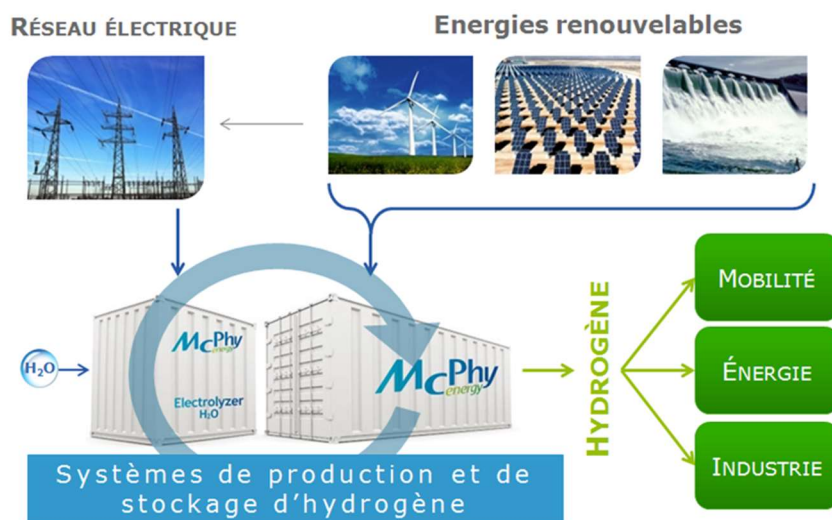 RÉSEAU ÉLECTRIQUE
Energies renouvelables
H₂O
McPhy
energy
Electrolyzer
H₂O
McPhy
energy
HYDROGÈNE
MOBILITÉ
ÉNERGIE
INDUSTRIE
Systèmes de production et de
stockage d'hydrogène